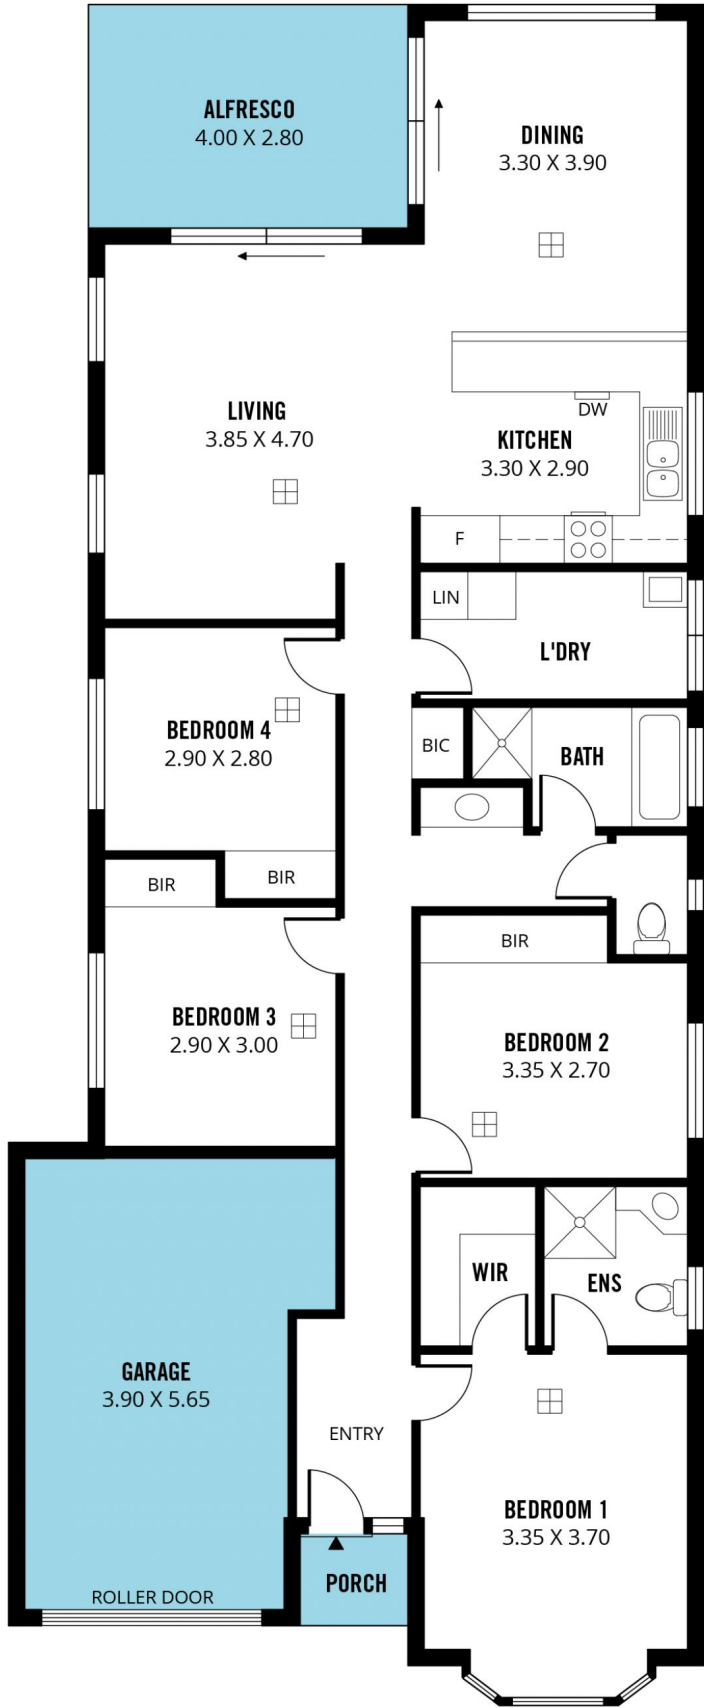 ALFRESCO
4.00 X 2.80
DINING
3.30 X 3.90
LIVING
3.85 X 4.70
DW
KITCHEN
3.30 X 2.90
F
LIN
L'DRY
BEDROOM 4
2.90 X 2.80
BIC
BATH
BIR
BIR
BIR
BEDROOM 3
2.90 X 3.00
BEDROOM 2
3.35 X 2.70
WIR
ENS
GARAGE
3.90 X 5.65
ENTRY
BEDROOM 1
3.35 X 3.70
PORCH
ROLLER DOOR